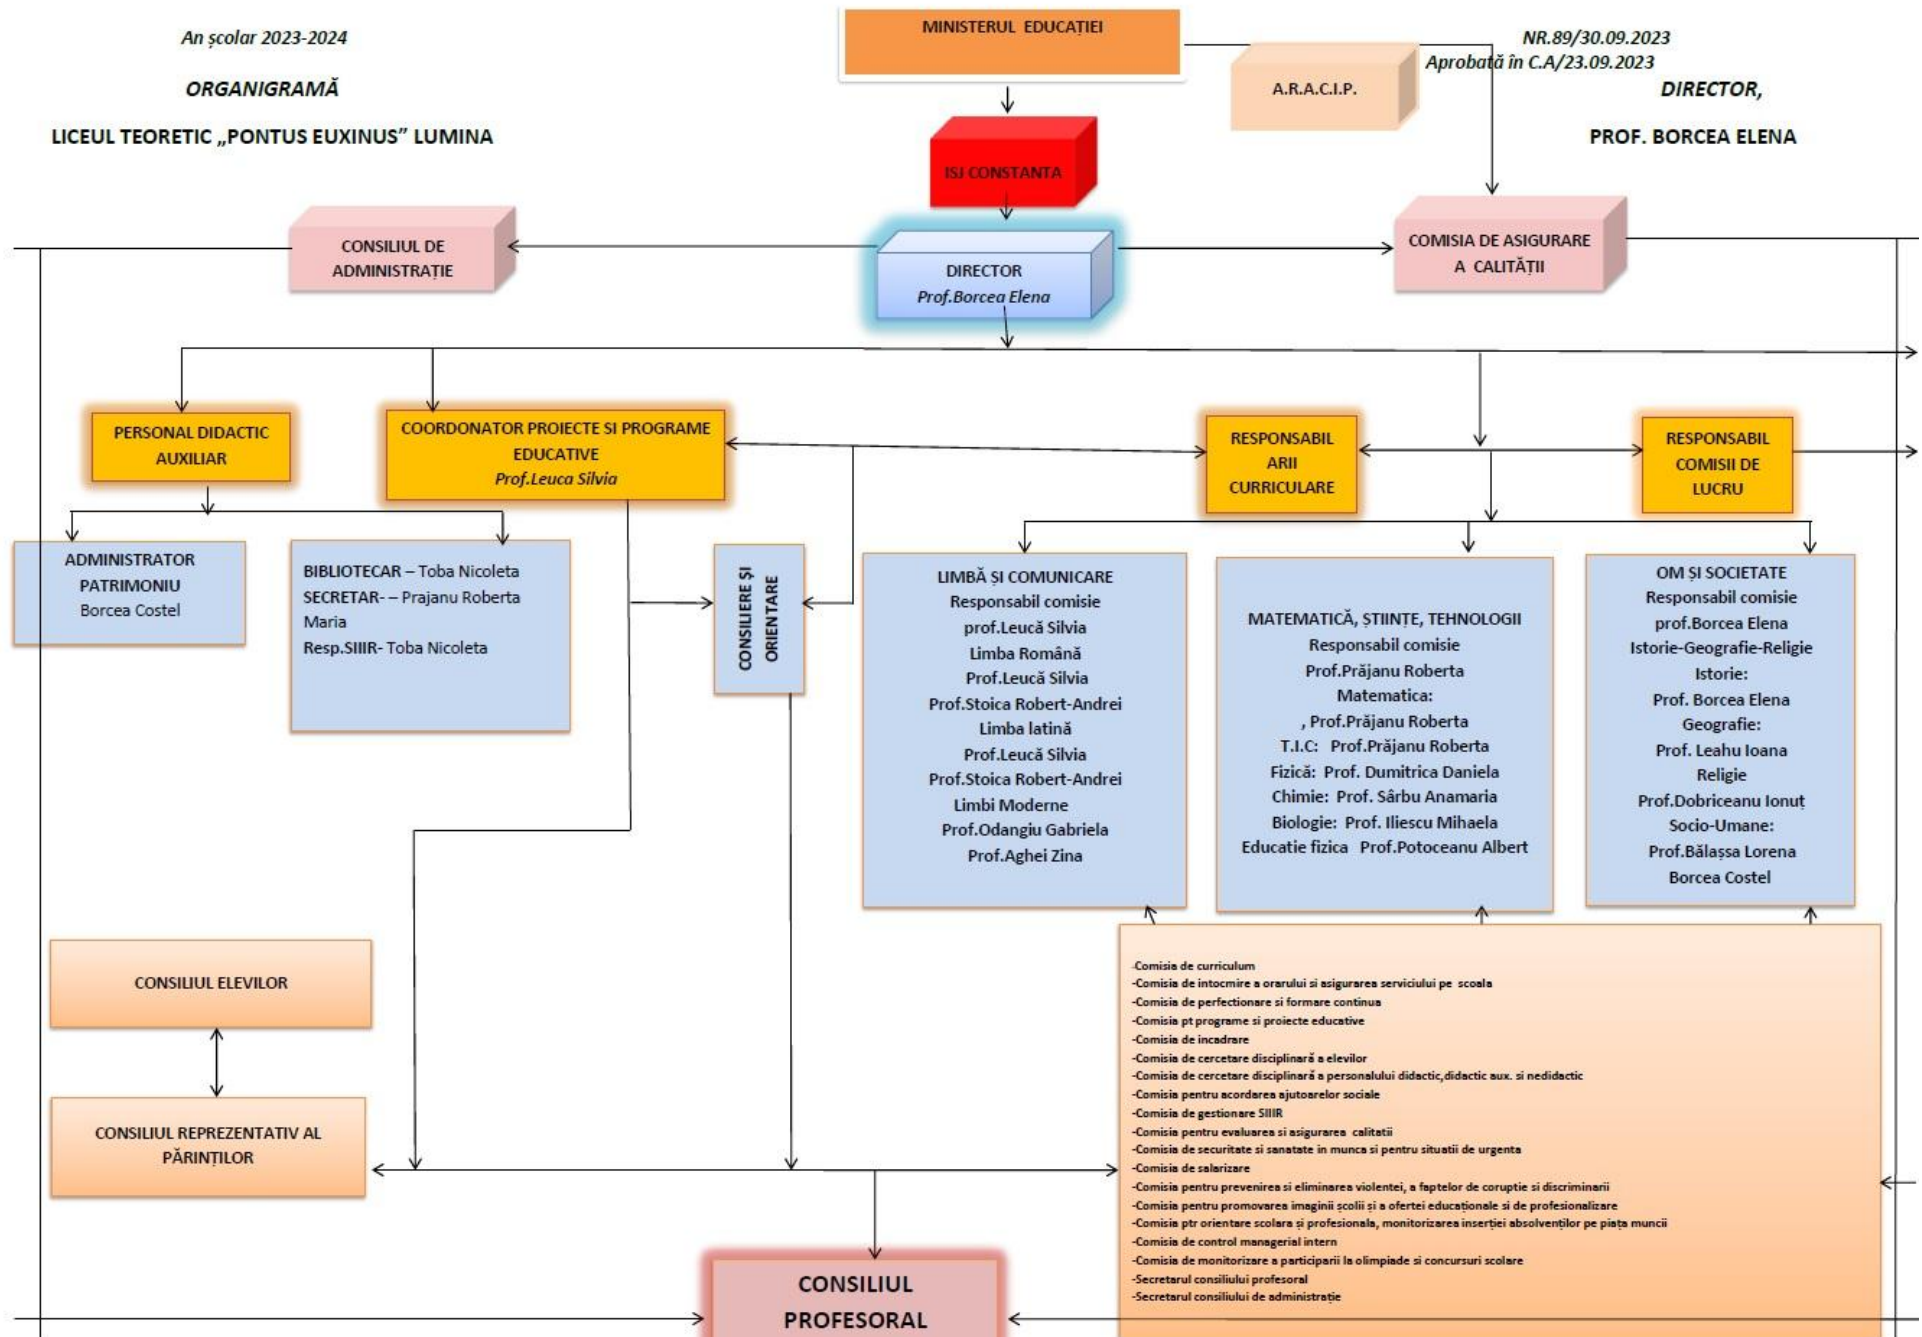 An școlar 2023-2024
ORGANIGRAMĂ
LICEUL TEORETIC „PONTUS EUXINUS” LUMINA
MINISTERUL EDUCAȚIEI
A.R.A.C.I.P.
NR.89/30.09.2023
Aprobată în C.A/23.09.2023
DIRECTOR,
PROF. BORCEA ELENA
ISJ CONSTANTA
CONSILIUL DE
ADMINISTRAȚIE
DIRECTOR
Prof.Borcea Elena
COMISIA DE ASIGURARE
A CALITĂȚII
PERSONAL DIDACTIC
AUXILIAR
COORDONATOR PROIECTE SI PROGRAME
EDUCATIVE
Prof.Leuca Silvia
RESPONSABIL
ARII
CURRICULARE
RESPONSABIL
COMISII DE
LUCRU
ADMINISTRATOR
PATRIMONIU
Borcea Costel
BIBLIOTECAR – Toba Nicoleta
SECRETAR- – Prajanu Roberta
Maria
Resp.SIIIR- Toba Nicoleta
CONSILIERE ȘI
ORIENTARE
LIMBĂ ȘI COMUNICARE
Responsabil comisie
prof.Leucă Silvia
Limba Română
Prof.Leucă Silvia
Prof.Stoica Robert-Andrei
Limba latină
Prof.Leucă Silvia
Prof.Stoica Robert-Andrei
Limbi Moderne
Prof.Odangiu Gabriela
Prof.Aghei Zina
MATEMATICĂ, ȘTIINȚE, TEHNOLOGII
Responsabil comisie
Prof.Prăjanu Roberta
Matematica:
, Prof.Prăjanu Roberta
T.I.C: Prof.Prăjanu Roberta
Fizică: Prof. Dumitrica Daniela
Chimie: Prof. Sârbu Anamaria
Biologie: Prof. Iliescu Mihaela
Educatie fizica Prof.Potoceanu Albert
OM ȘI SOCIETATE
Responsabil comisie
prof.Borcea Elena
Istorie-Geografie-Religie
Istorie:
Prof. Borcea Elena
Geografie:
Prof. Leahu Ioana
Religie
Prof.Dobriceanu Ionuț
Socio-Umane:
Prof.Bălașsa Lorena
Borcea Costel
CONSILIUL ELEVILOR
CONSILIUL REPREZENTATIV AL
PĂRINȚILOR
-Comisia de curriculum
-Comisia de intocmire a orarului si asigurarea serviciului pe scoala
-Comisia de perfectionare si formare continua
-Comisia pt programe si proiecte educative
-Comisia de incadrare
-Comisia de cercetare disciplinară a elevilor
-Comisia de cercetare disciplinară a personalului didactic,didactic aux. si nedidactic
-Comisia pentru acordarea ajutoarelor sociale
-Comisia de gestionare SIIIR
-Comisia pentru evaluarea si asigurarea calitatii
-Comisia de securitate si sanatate in munca si pentru situatii de urgenta
-Comisia de salarizare
-Comisia pentru prevenirea si eliminarea violentei, a faptelor de coruptie si discriminarii
-Comisia pentru promovarea imaginii școlii și a ofertei educaționale si de profesionalizare
-Comisia ptr orientare scolara și profesionala, monitorizarea inserției absolvenților pe piața muncii
-Comisia de control managerial intern
-Comisia de monitorizare a participarii la olimpiade si concursuri scolare
-Secretarul consiliului profesoral
-Secretarul consiliului de administrație
CONSILIUL
PROFESORAL